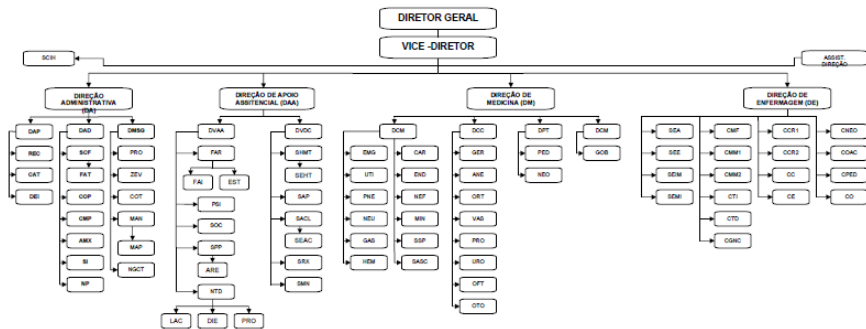 DIRETOR GERAL
VICE -DIRETOR
SCIH
ASSIST.
DIREÇÃO
DIREÇÃO
ADMINISTRATIVA
(DA)
DIREÇÃO DE APOIO
ASSITENCIAL (DAA)
DIREÇÃO DE
MEDICINA (DM)
DIREÇÃO DE
ENFERMAGEM (DE)
DAP
DAD
DMSG
DVAA
DVDC
DCM
DCC
DPT
DCM
SEA
CMF
CCR1
CNEO
REC
SCF
PRO
FAR
SHMT
EMG
CAR
GER
PED
GOB
SEE
CMM1
CCR2
COAC
CAT
FAT
ZEV
FAI
EST
SEHT
UTI
END
ANE
NEO
SEIM
CMM2
CC
CPED
DEI
COP
COT
PSI
SAP
PNE
NEF
ORT
SEMI
CTI
CE
CO
CMP
MAN
SOC
SACL
NEU
MIN
VAS
CTD
AMX
MAP
SPP
SEAC
GAS
SSP
PRO
CGNC
SI
NGCT
ARE
SRX
HEM
SASC
URO
NP
NTD
SMN
OFT
LAC
DIE
PRO
OTO